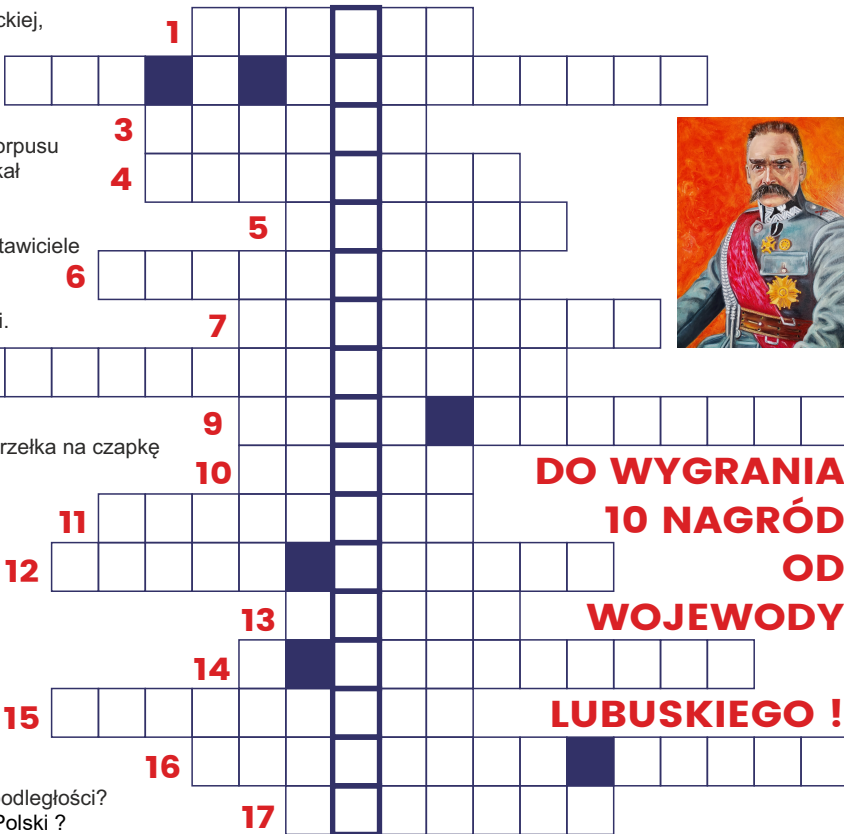 ckiej,
1
3
orpusu
kał
4
5
tawiciele
6
i.
7
9
rzełka na czapkę
10
DO WYGRANIA
11
10 NAGRÓD
12
OD
13
WOJEWODY
14
15
LUBUSKIEGO !
16
podległości?
Polski ?
17